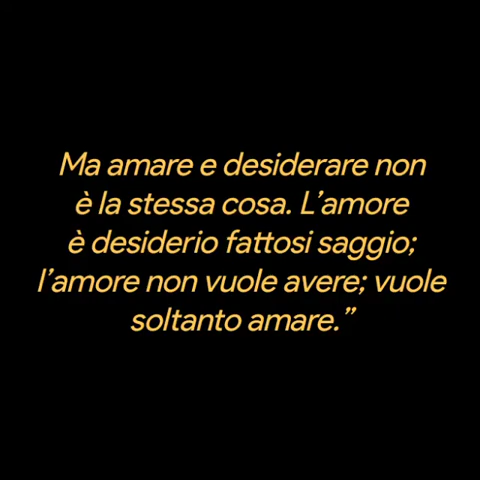 Ma amare e desiderare non
è la stessa cosa. L’amore
è desiderio fattosi saggio;
l’amore non vuole avere; vuole
soltanto amare.”